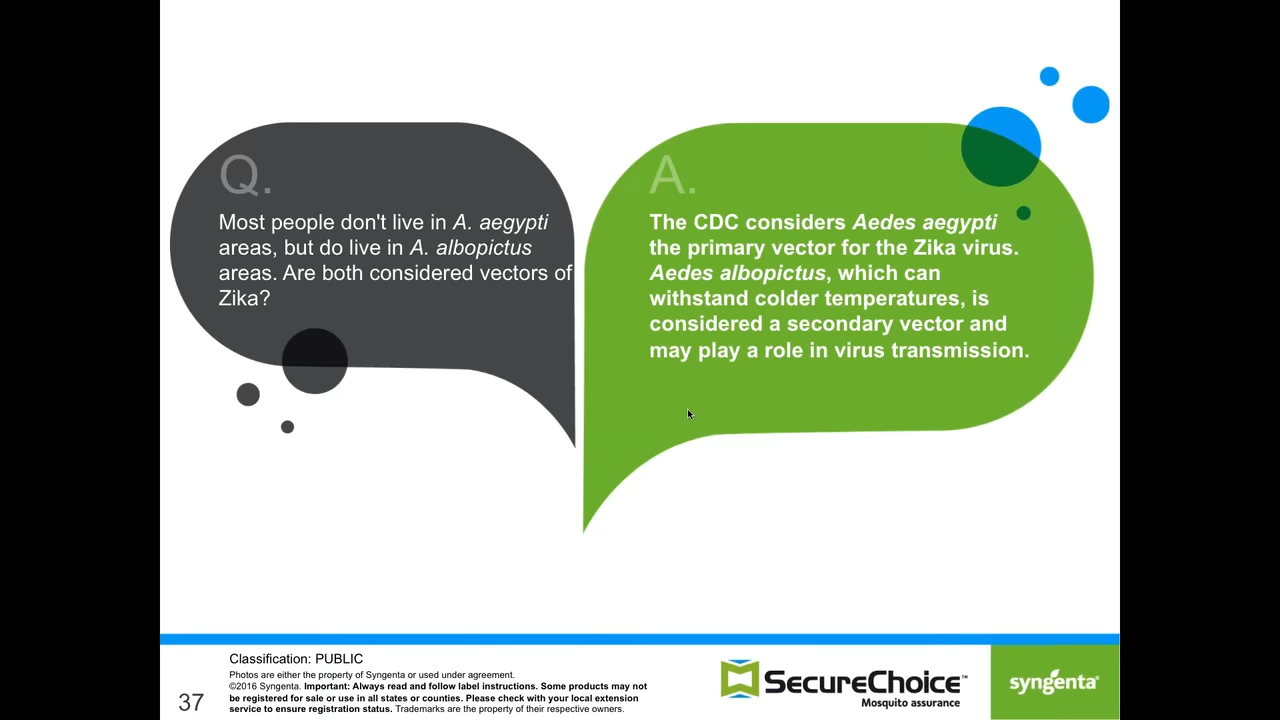 Q.
Most people don't live in A. aegypti
areas, but do live in A. albopictus
areas. Are both considered vectors of
Zika?
A.
The CDC considers Aedes aegypti
the primary vector for the Zika virus.
Aedes albopictus, which can
withstand colder temperatures, is
considered a secondary vector and
may play a role in virus transmission.
37
Classification: PUBLIC
Photos are either the property of Syngenta or used under agreement.
©2016 Syngenta. Important: Always read and follow label instructions. Some products may not
be registered for sale or use in all states or counties. Please check with your local extension
service to ensure registration status. Trademarks are the property of their respective owners.
SecureChoice™
Mosquito assurance
syngenta